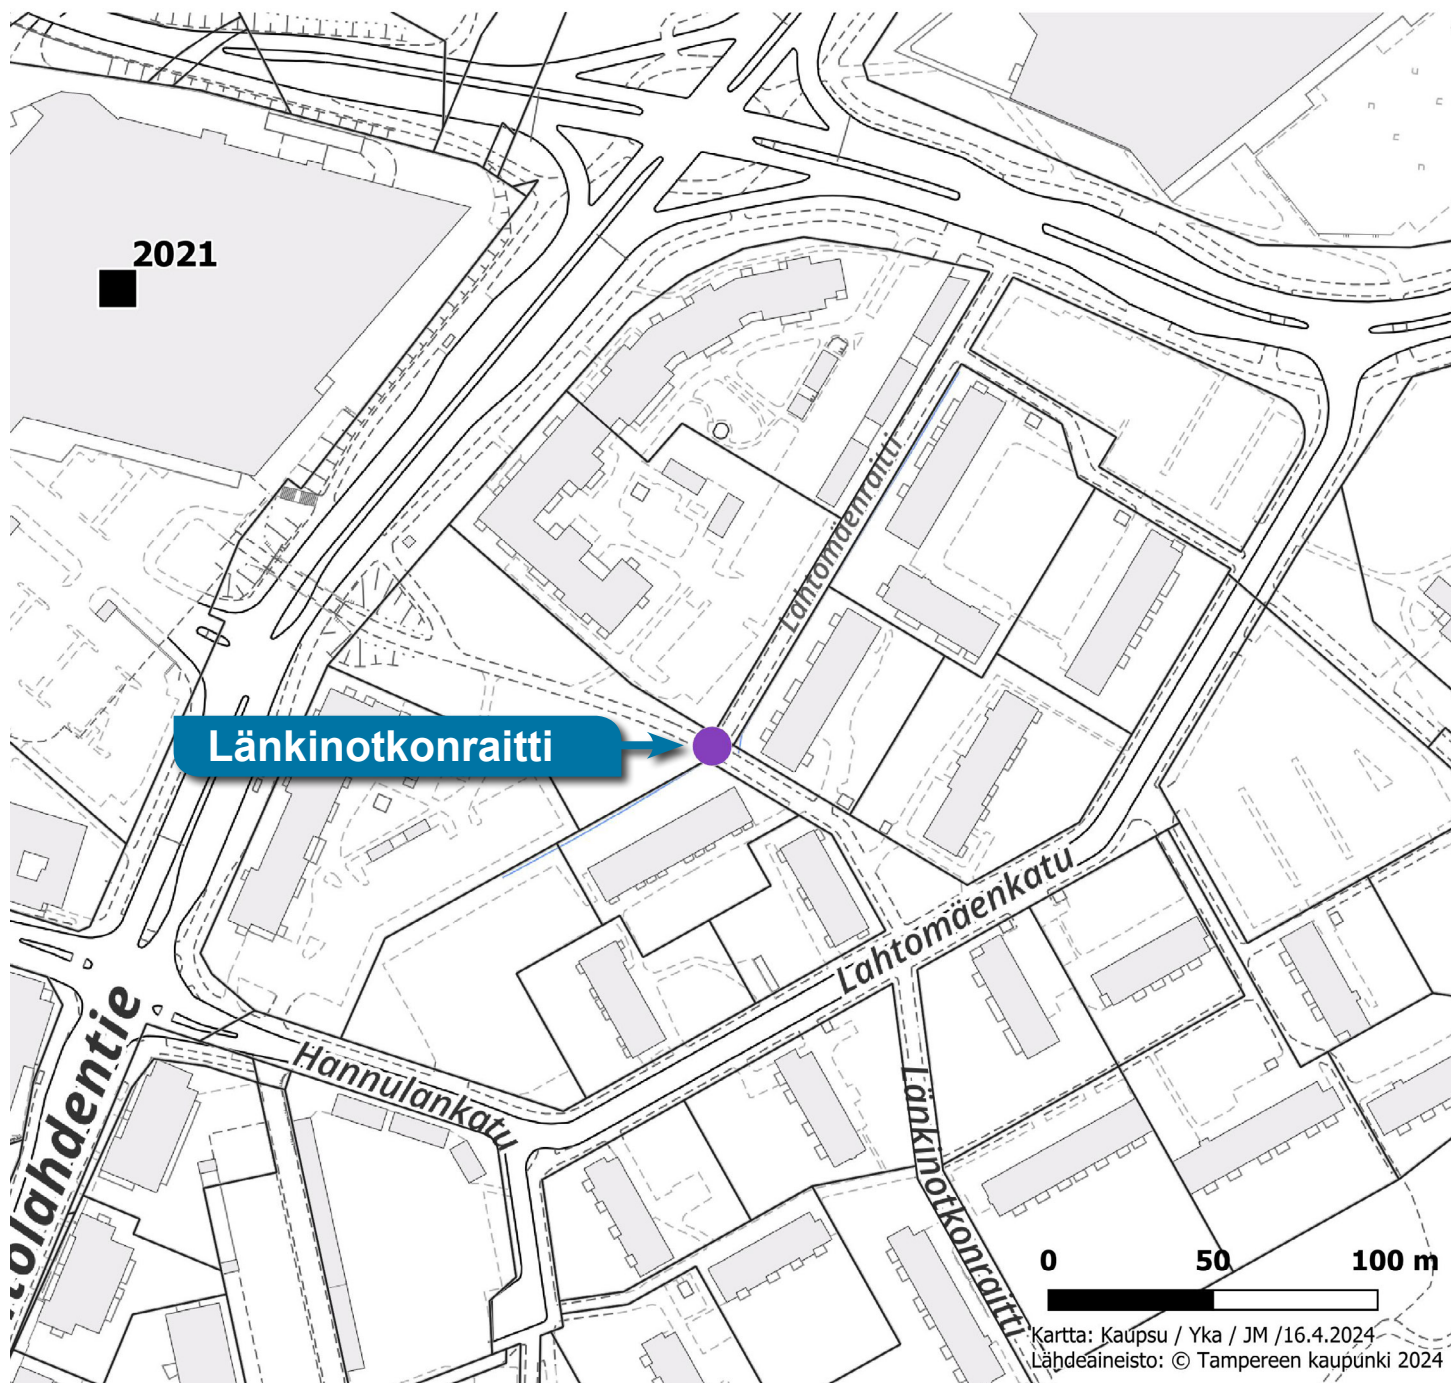 2021
Lahtomäenraitti
Länkinotkonraitti
Lahtomäenkatu
Hannulankatu
Länkinotkonraitti
0 50 100 m
Kartta: Kaupsu / Yka / JM /16.4.2024
Lähdeaineisto: © Tampereen kaupunki 2024